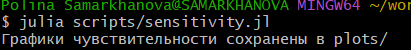 Polina Samarkhanova@SAMARKHANOVA MINGW64 ~/wor
$ julia scripts/sensitivity.jl
Графики чувствительности сохранены в plots/